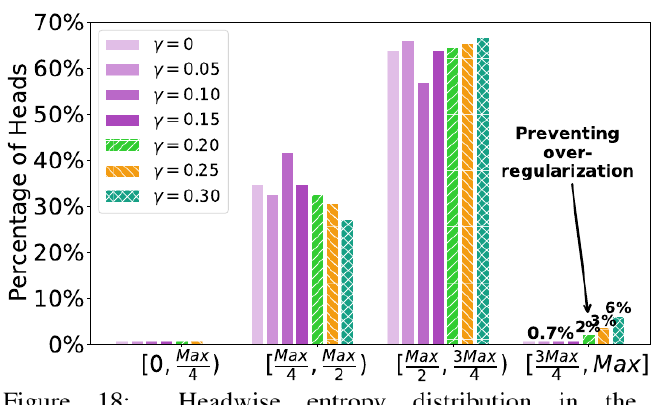 70%
60%
50%
40%
30%
20%
10%
0%
Percentage of Heads
γ = 0
γ = 0.05
γ = 0.10
γ = 0.15
γ = 0.20
γ = 0.25
γ = 0.30
Preventing
over-
regularization
0.7%
2%
3%
6%
[0, Max/4)
[Max/4, Max/2)
[Max/2, 3Max/4)
[3Max/4, Max]
Figure 18: Headwise entropy distribution in the